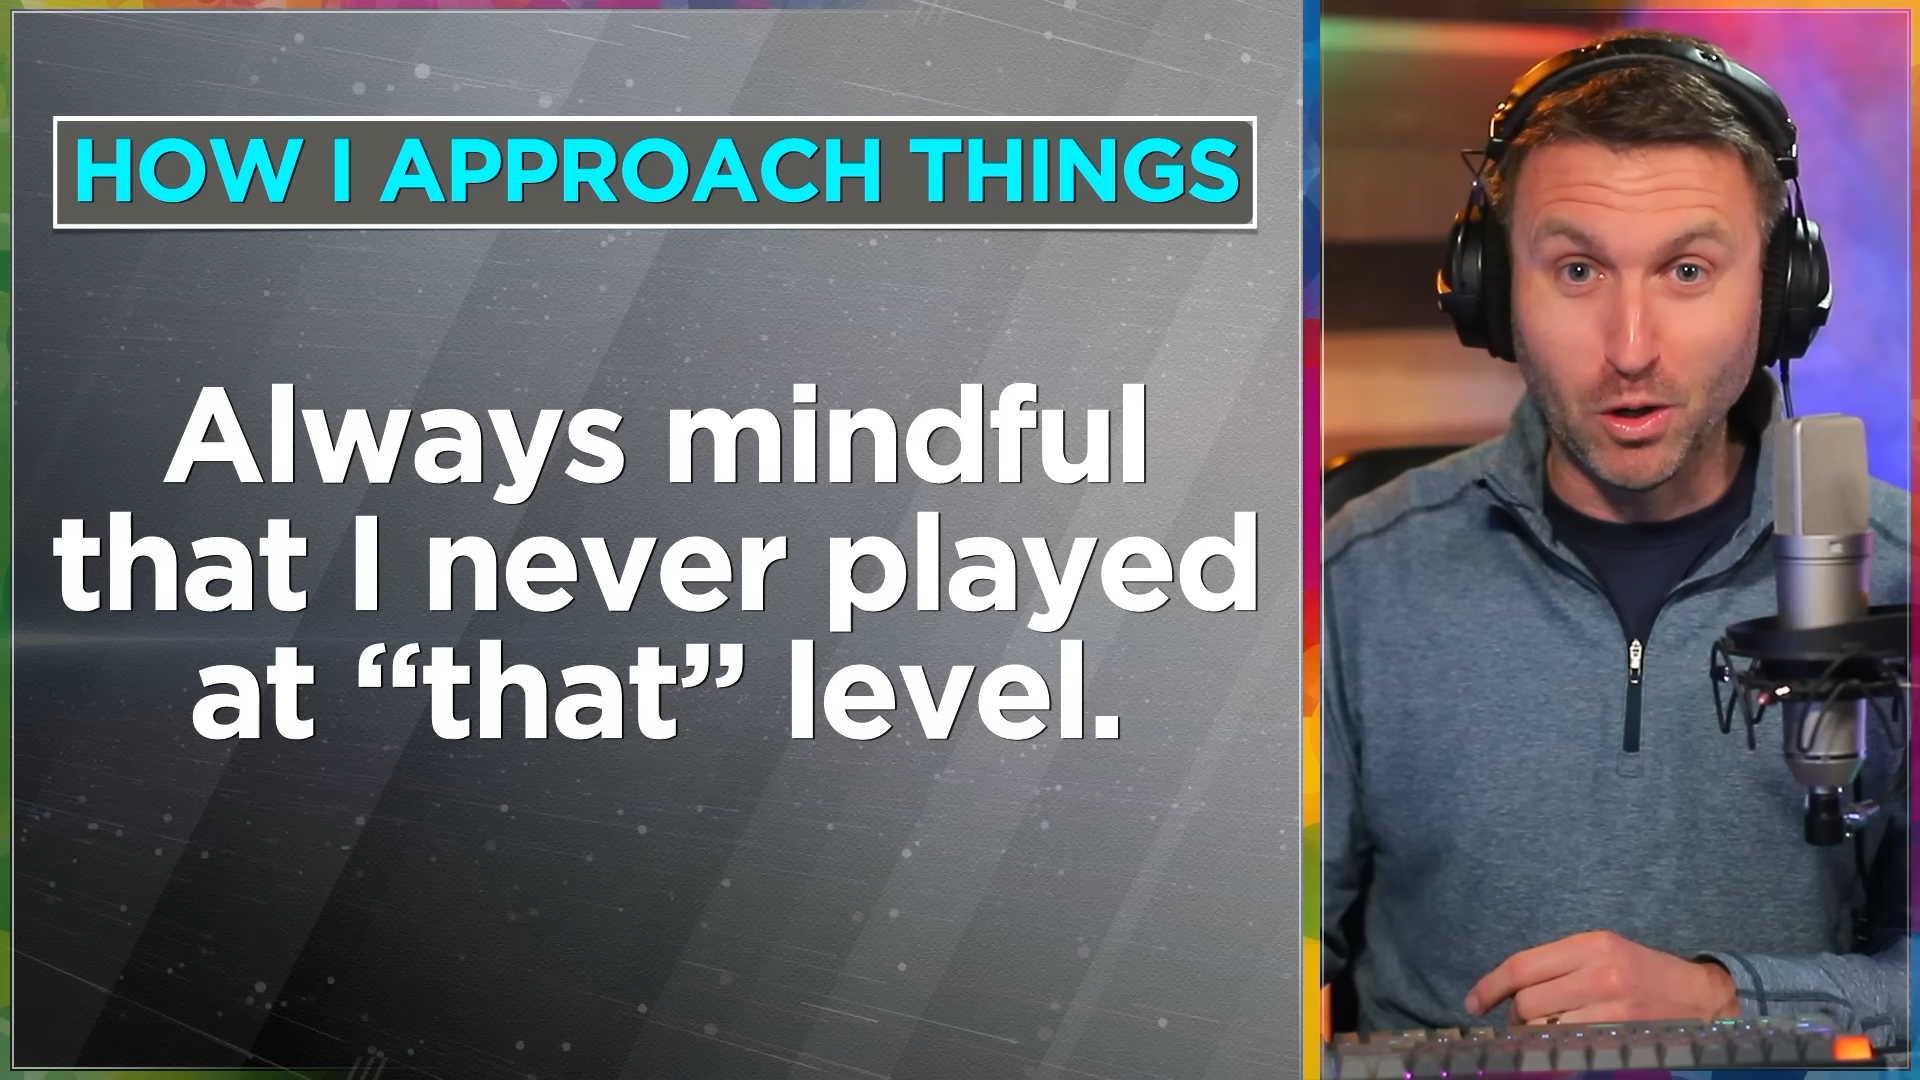 HOW I APPROACH THINGS
Always mindful
that I never played
at “that” level.